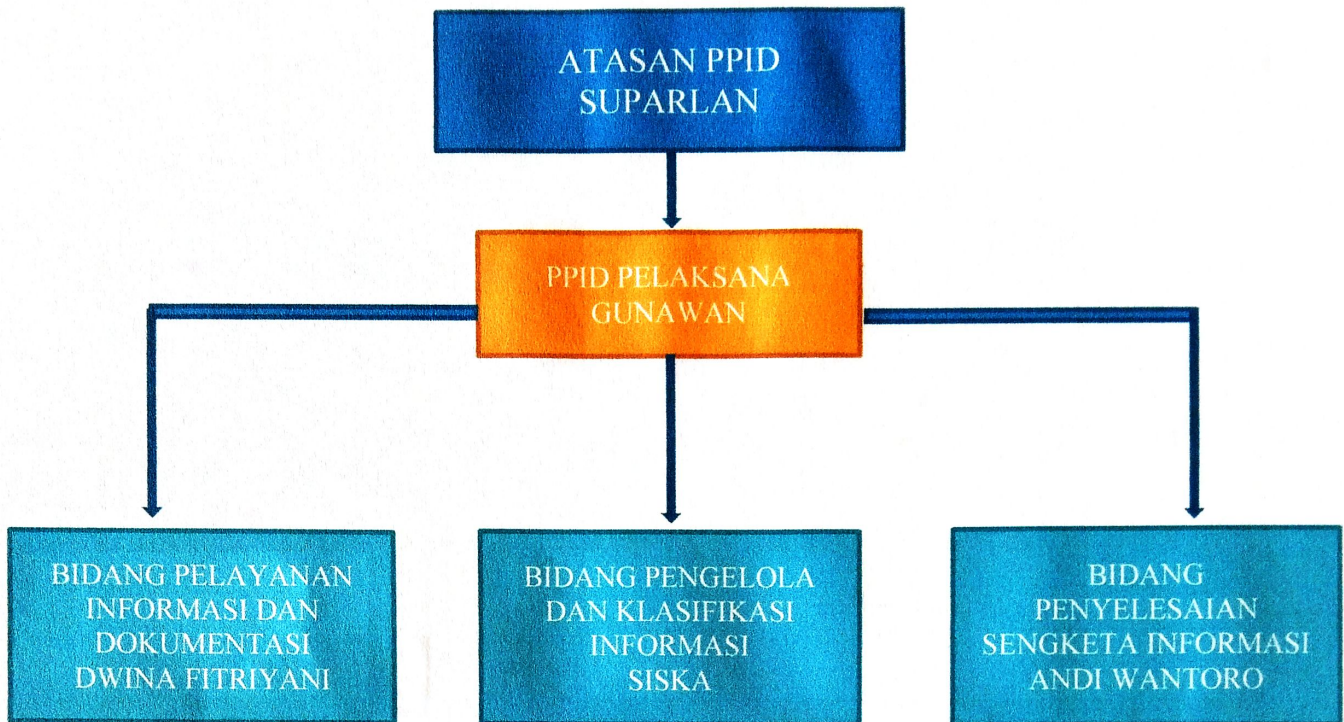 ATASAN PPID
SUPARLAN
PPID PELAKSANA
GUNAWAN
BIDANG PELAYANAN
INFORMASI DAN
DOKUMENTASI
DWINA FITRIYANI
BIDANG PENGELOLA
DAN KLASIFIKASI
INFORMASI
SISKA
BIDANG
PENYELESAIAN
SENGKETA INFORMASI
ANDI WANTORO